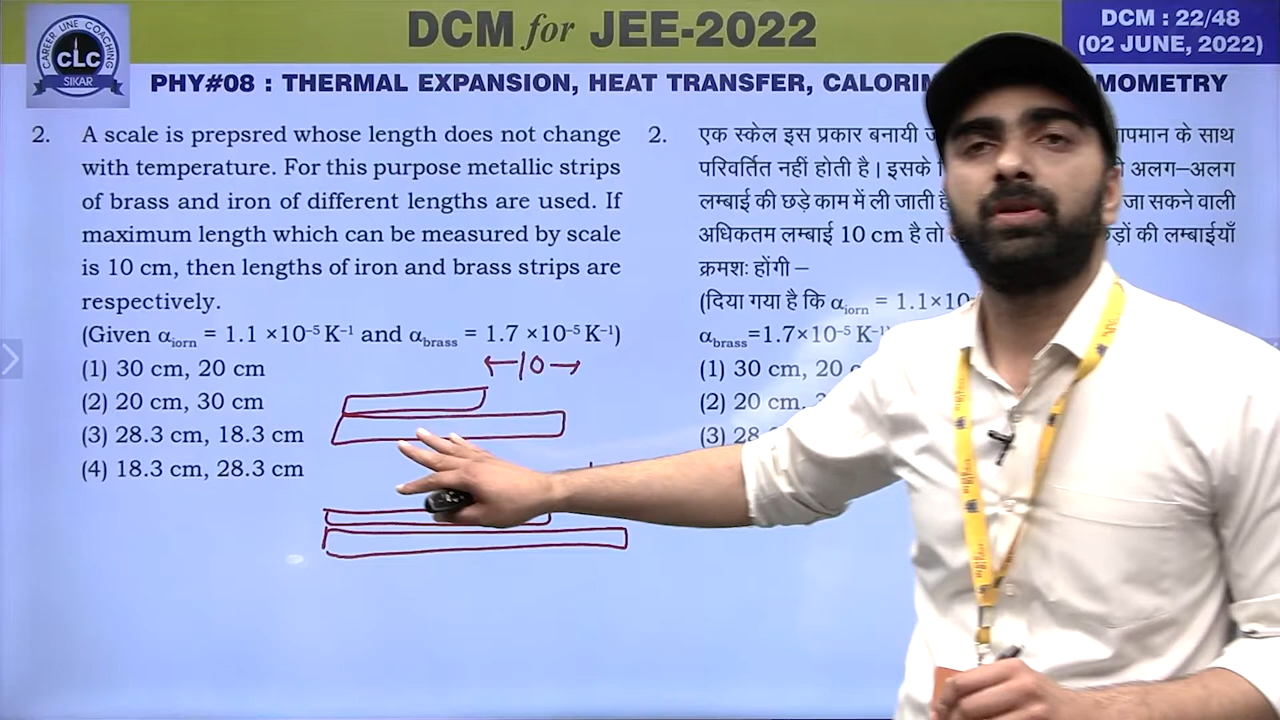 CAREER LINE COACHING
CLC
SIKAR
DCM for JEE-2022
DCM : 22/48
(02 JUNE, 2022)
PHY#08 : THERMAL EXPANSION, HEAT TRANSFER, CALORIM MOMETRY
2. A scale is prepsred whose length does not change
with temperature. For this purpose metallic strips
of brass and iron of different lengths are used. If
maximum length which can be measured by scale
is 10 cm, then lengths of iron and brass strips are
respectively.
(Given α_iorn = 1.1 ×10⁻⁵ K⁻¹ and α_brass = 1.7 ×10⁻⁵ K⁻¹)
(1) 30 cm, 20 cm
(2) 20 cm, 30 cm
(3) 28.3 cm, 18.3 cm
(4) 18.3 cm, 28.3 cm
10
2. एक स्केल इस प्रकार बनायी के साथ
परिवर्तित नहीं होती है। इसके अलग–अलग
लम्बाई की छड़े काम में ली जाती जा सकने वाली
अधिकतम लम्बाई 10 cm है तो की लम्बाईयाँ
क्रमशः होंगी –
(दिया गया है कि α_iorn = 1.1×10
α_brass=1.7×10⁻⁵ K⁻¹
(1) 30 cm, 20
(2) 20 cm,
(3) 28